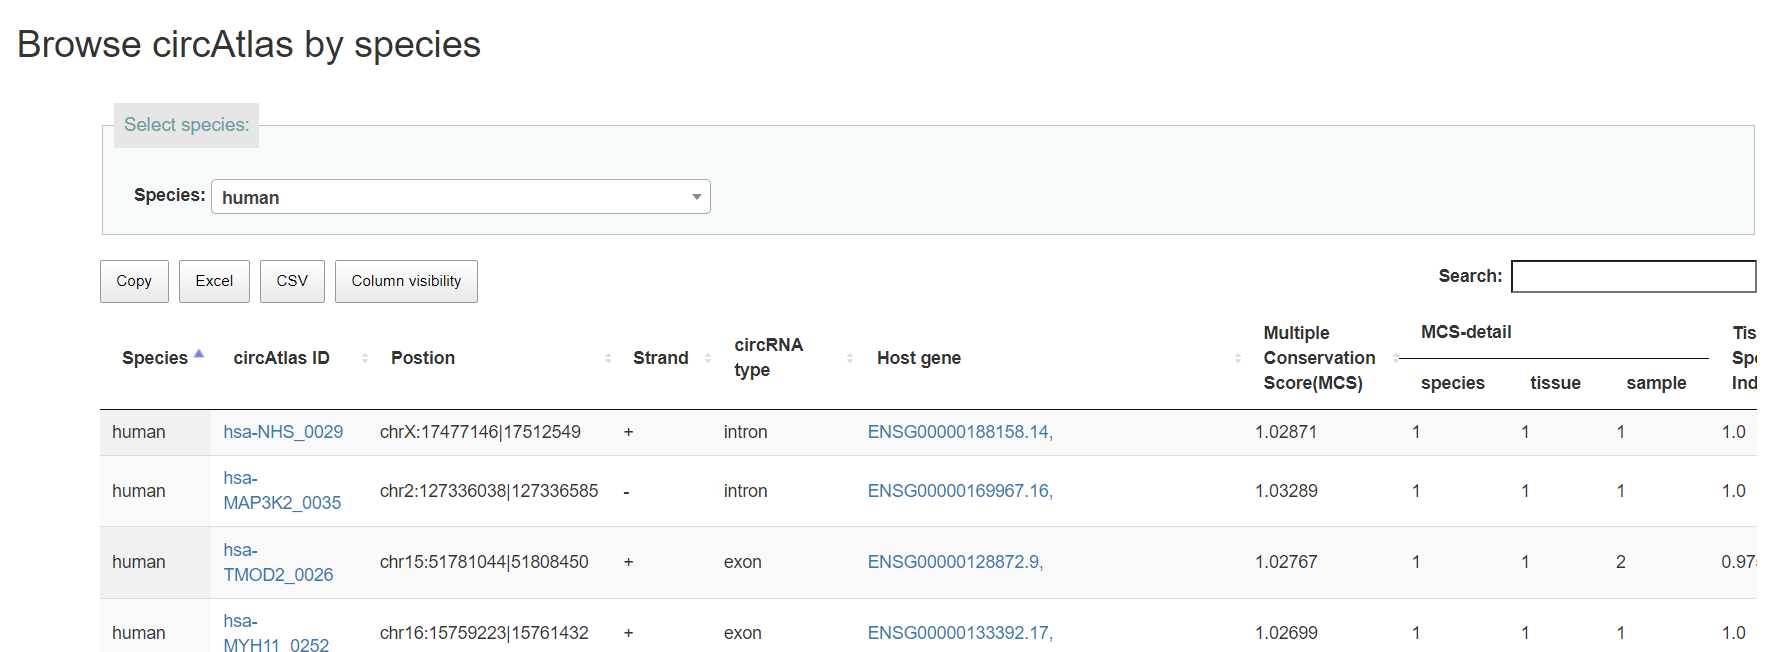 Browse circAtlas by species
Select species:
Species: human
Copy Excel CSV Column visibility Search:
Species circAtlas ID Postion Strand circRNA type Host gene Multiple Conservation Score(MCS) MCS-detail species tissue sample Tis Spe Ind
human hsa-NHS_0029 chrX:17477146|17512549 + intron ENSG00000188158.14, 1.02871 1 1 1 1.0
human hsa-MAP3K2_0035 chr2:127336038|127336585 - intron ENSG00000169967.16, 1.03289 1 1 1 1.0
human hsa-TMOD2_0026 chr15:51781044|51808450 + exon ENSG00000128872.9, 1.02767 1 1 2 0.97
human hsa-MYH11_0252 chr16:15759223|15761432 + exon ENSG00000133392.17, 1.02699 1 1 1 1.0